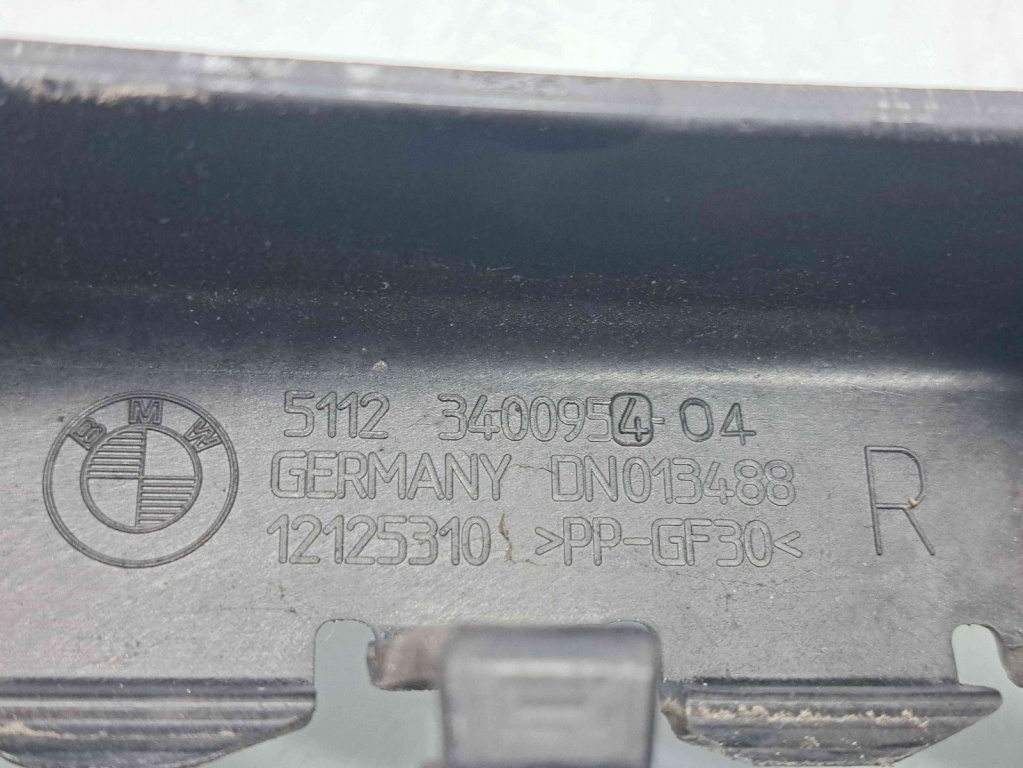 BMW
5112 3400954-04
GERMANY DN013488
12125310 >PP-GF30<
R